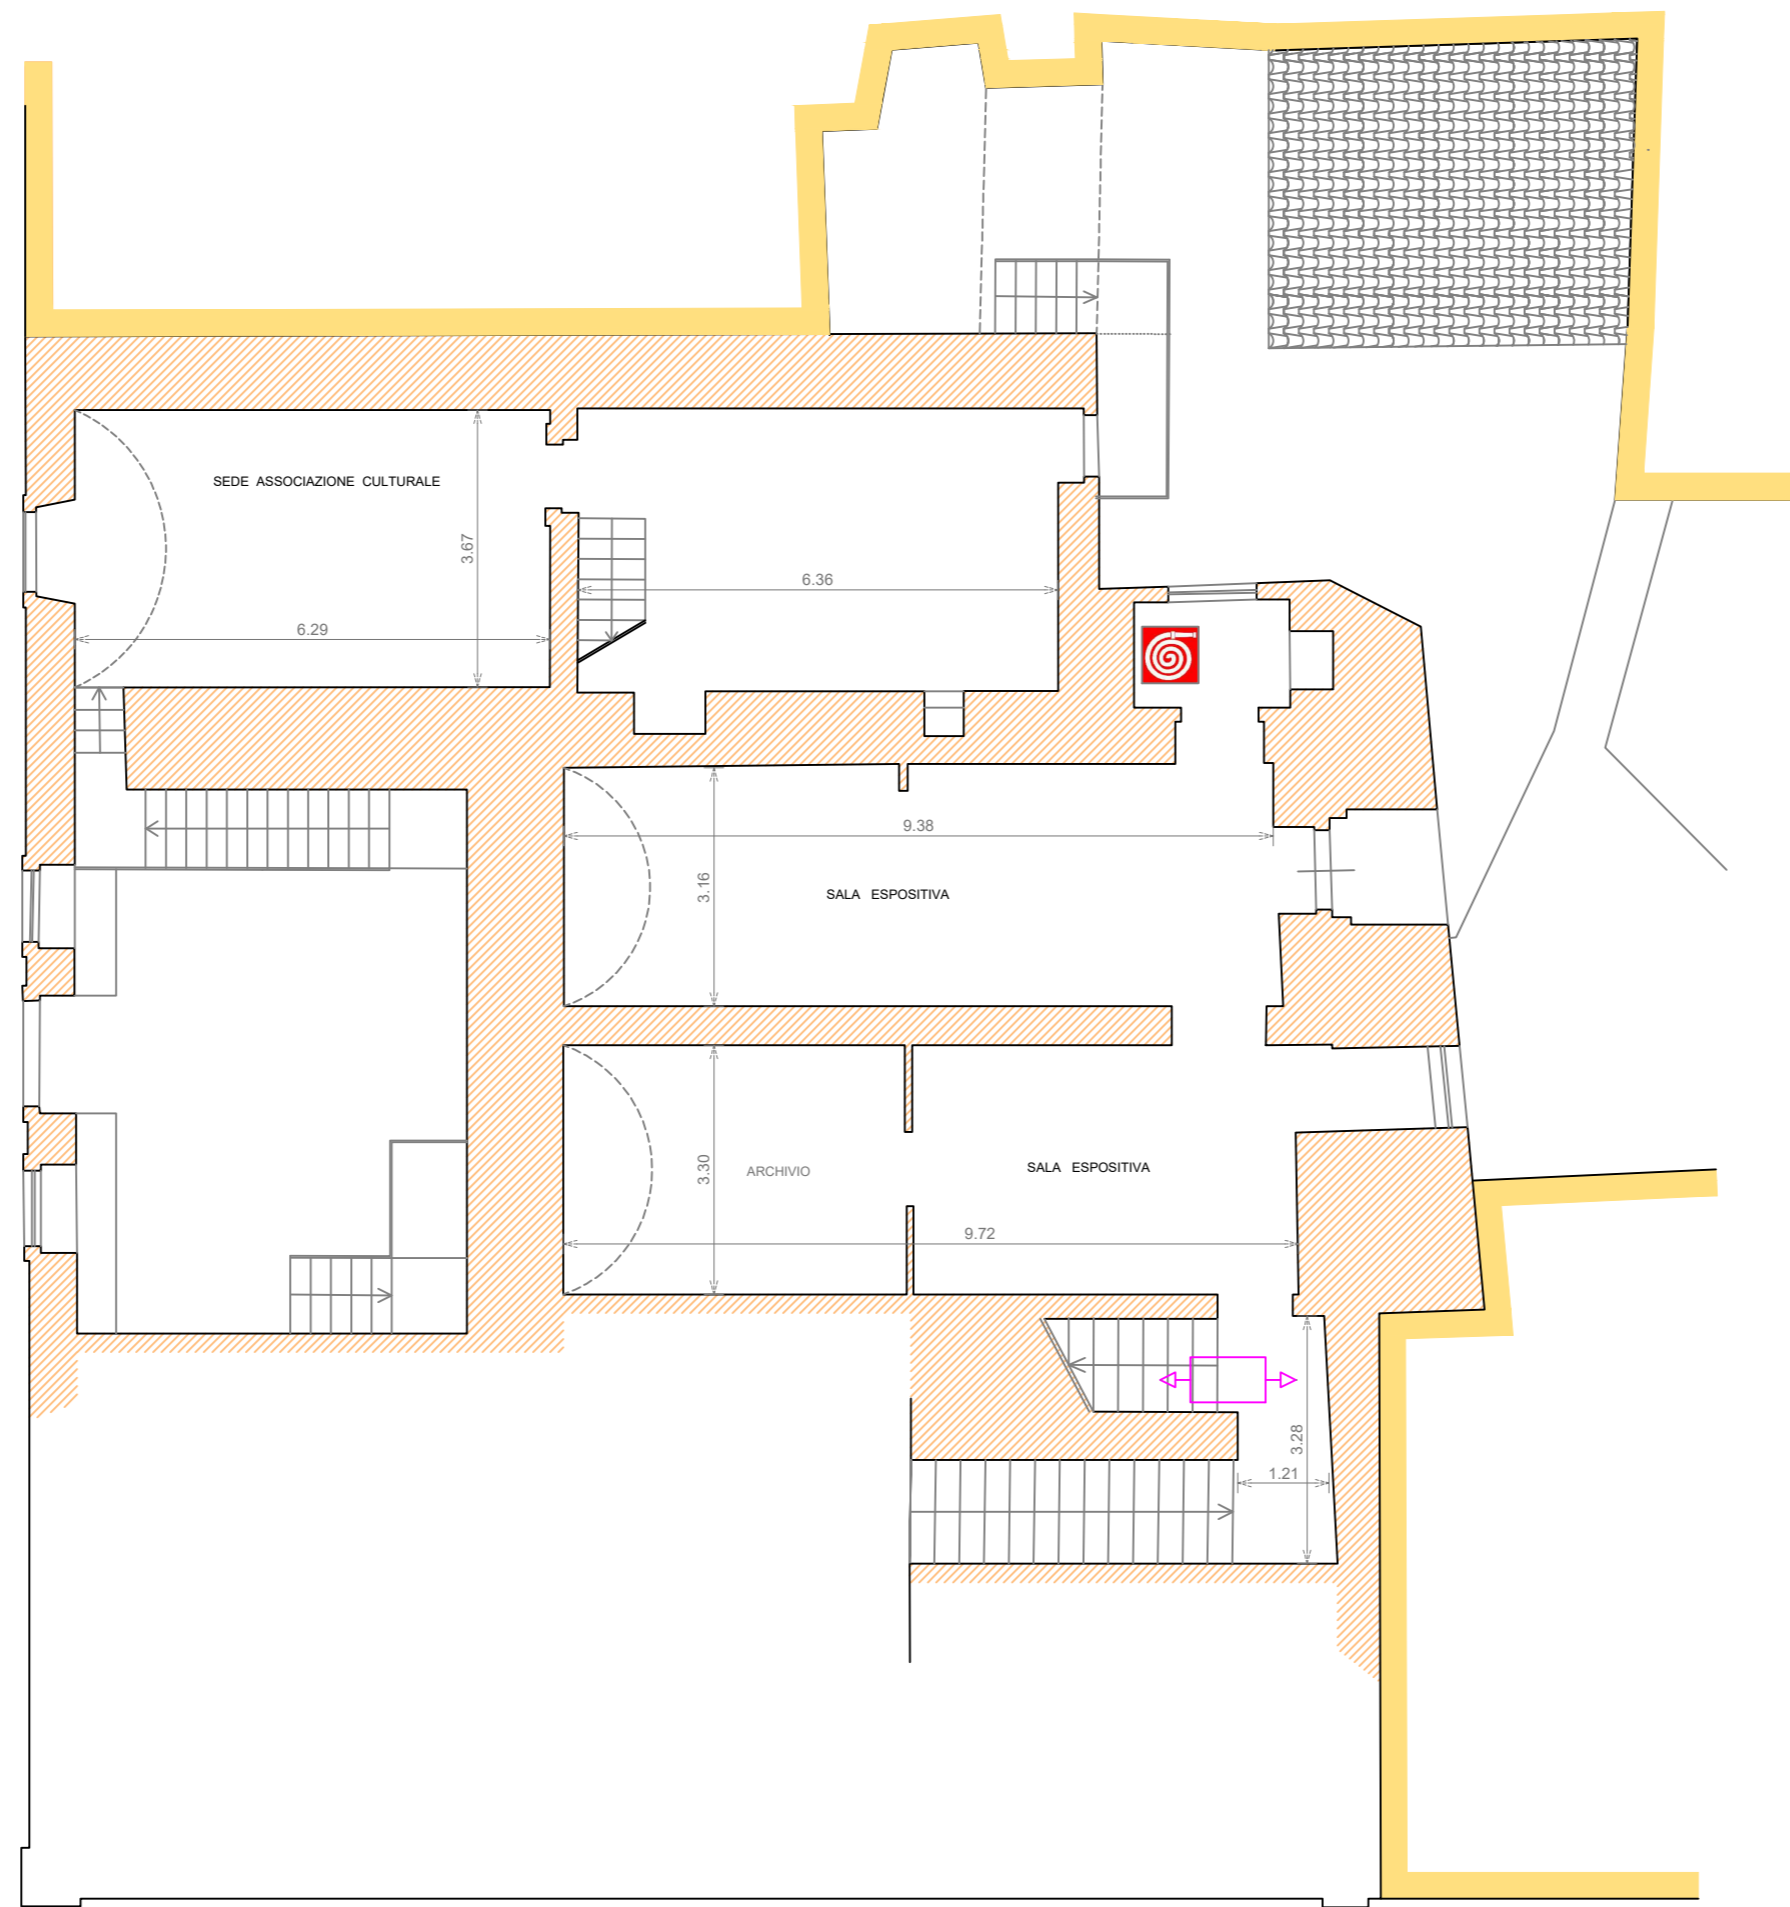 SEDE ASSOCIAZIONE CULTURALE
3.67
6.36
6.29
9.38
3.16
SALA ESPOSITIVA
3.30
ARCHIVIO
SALA ESPOSITIVA
9.72
3.28
1.21